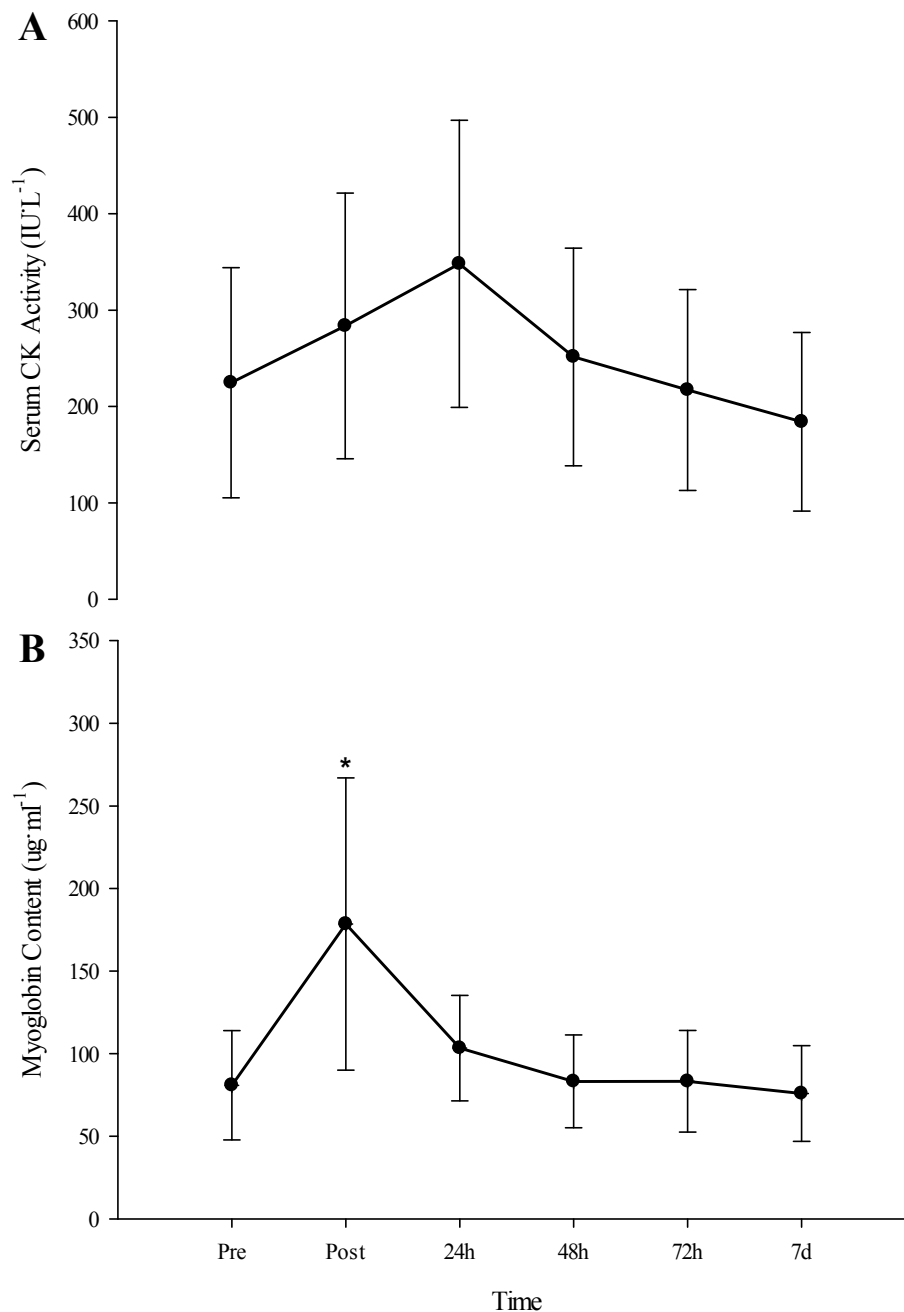 A
600
500
400
300
200
100
0
Serum CK Activity (IU·L⁻¹)
B
350
300
250
200
150
100
50
0
Myoglobin Content (ug·ml⁻¹)
*
Pre Post 24h 48h 72h 7d
Time